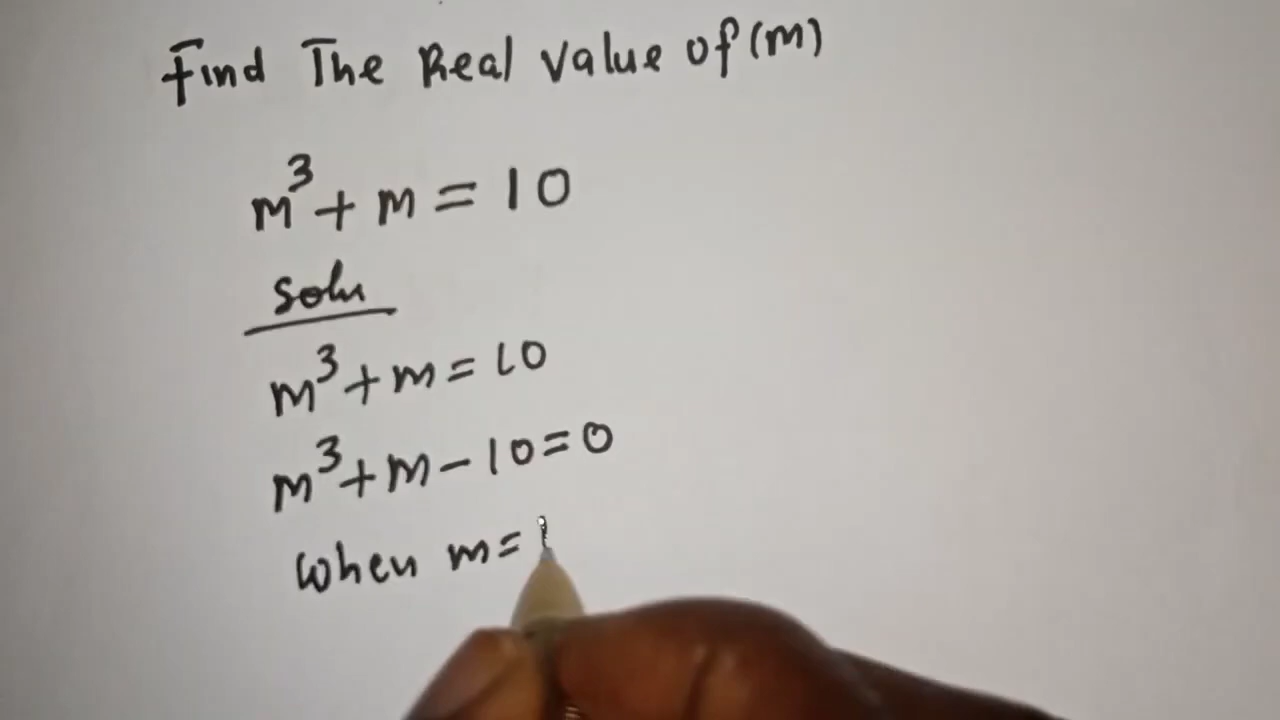 Find The Real Value of (m)
m³ + m = 10
Soln
m³ + m = 10
m³ + m - 10 = 0
When m =